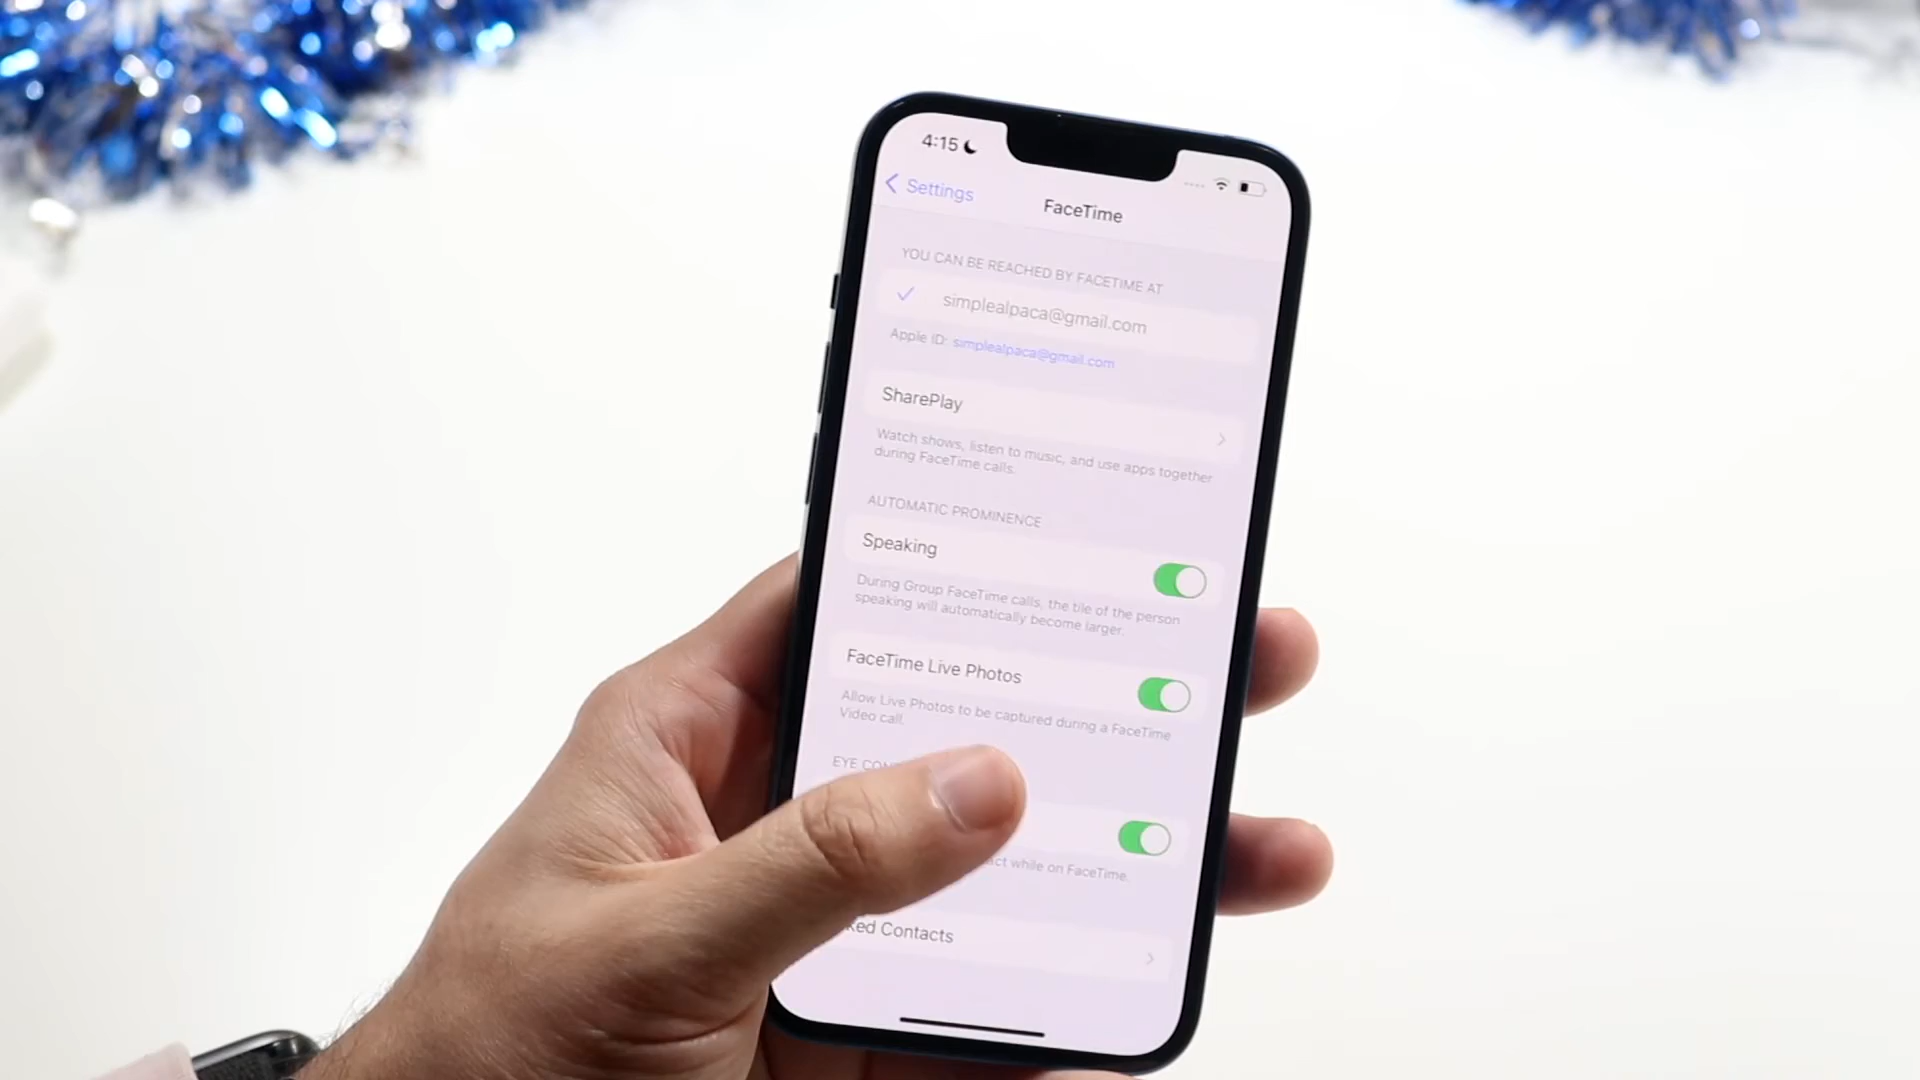 4:15
Settings
FaceTime
YOU CAN BE REACHED BY FACETIME AT
simplealpaca@gmail.com
Apple ID: simplealpaca@gmail.com
SharePlay
Watch shows, listen to music, and use apps together
during FaceTime calls.
AUTOMATIC PROMINENCE
Speaking
During Group FaceTime calls, the tile of the person
speaking will automatically become larger.
FaceTime Live Photos
Allow Live Photos to be captured during a FaceTime
Video call.
EYE
while on FaceTime.
Contacts